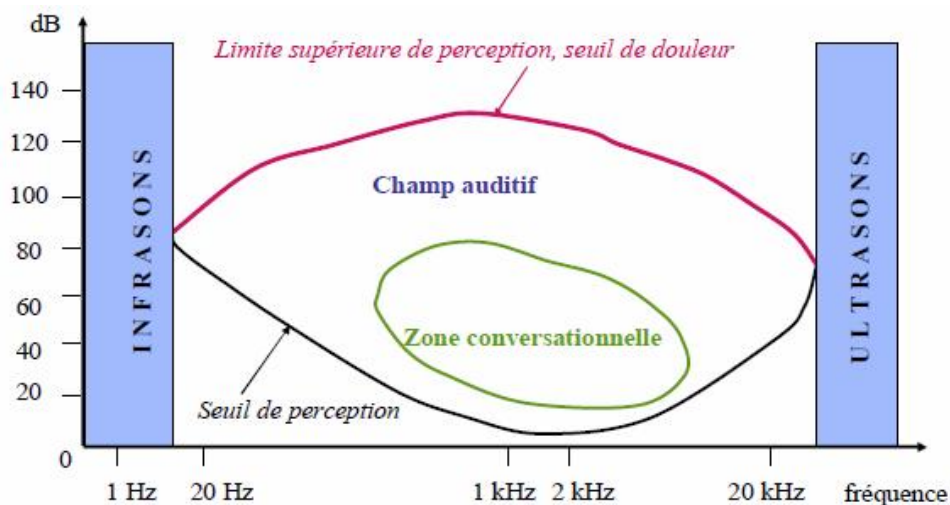 dB
Limite supérieure de perception, seuil de douleur
140
120
100
80
60
40
20
0
INFRASONS
Champ auditif
Zone conversationnelle
Seuil de perception
ULTRASONS
1 Hz
20 Hz
1 kHz
2 kHz
20 kHz
fréquence